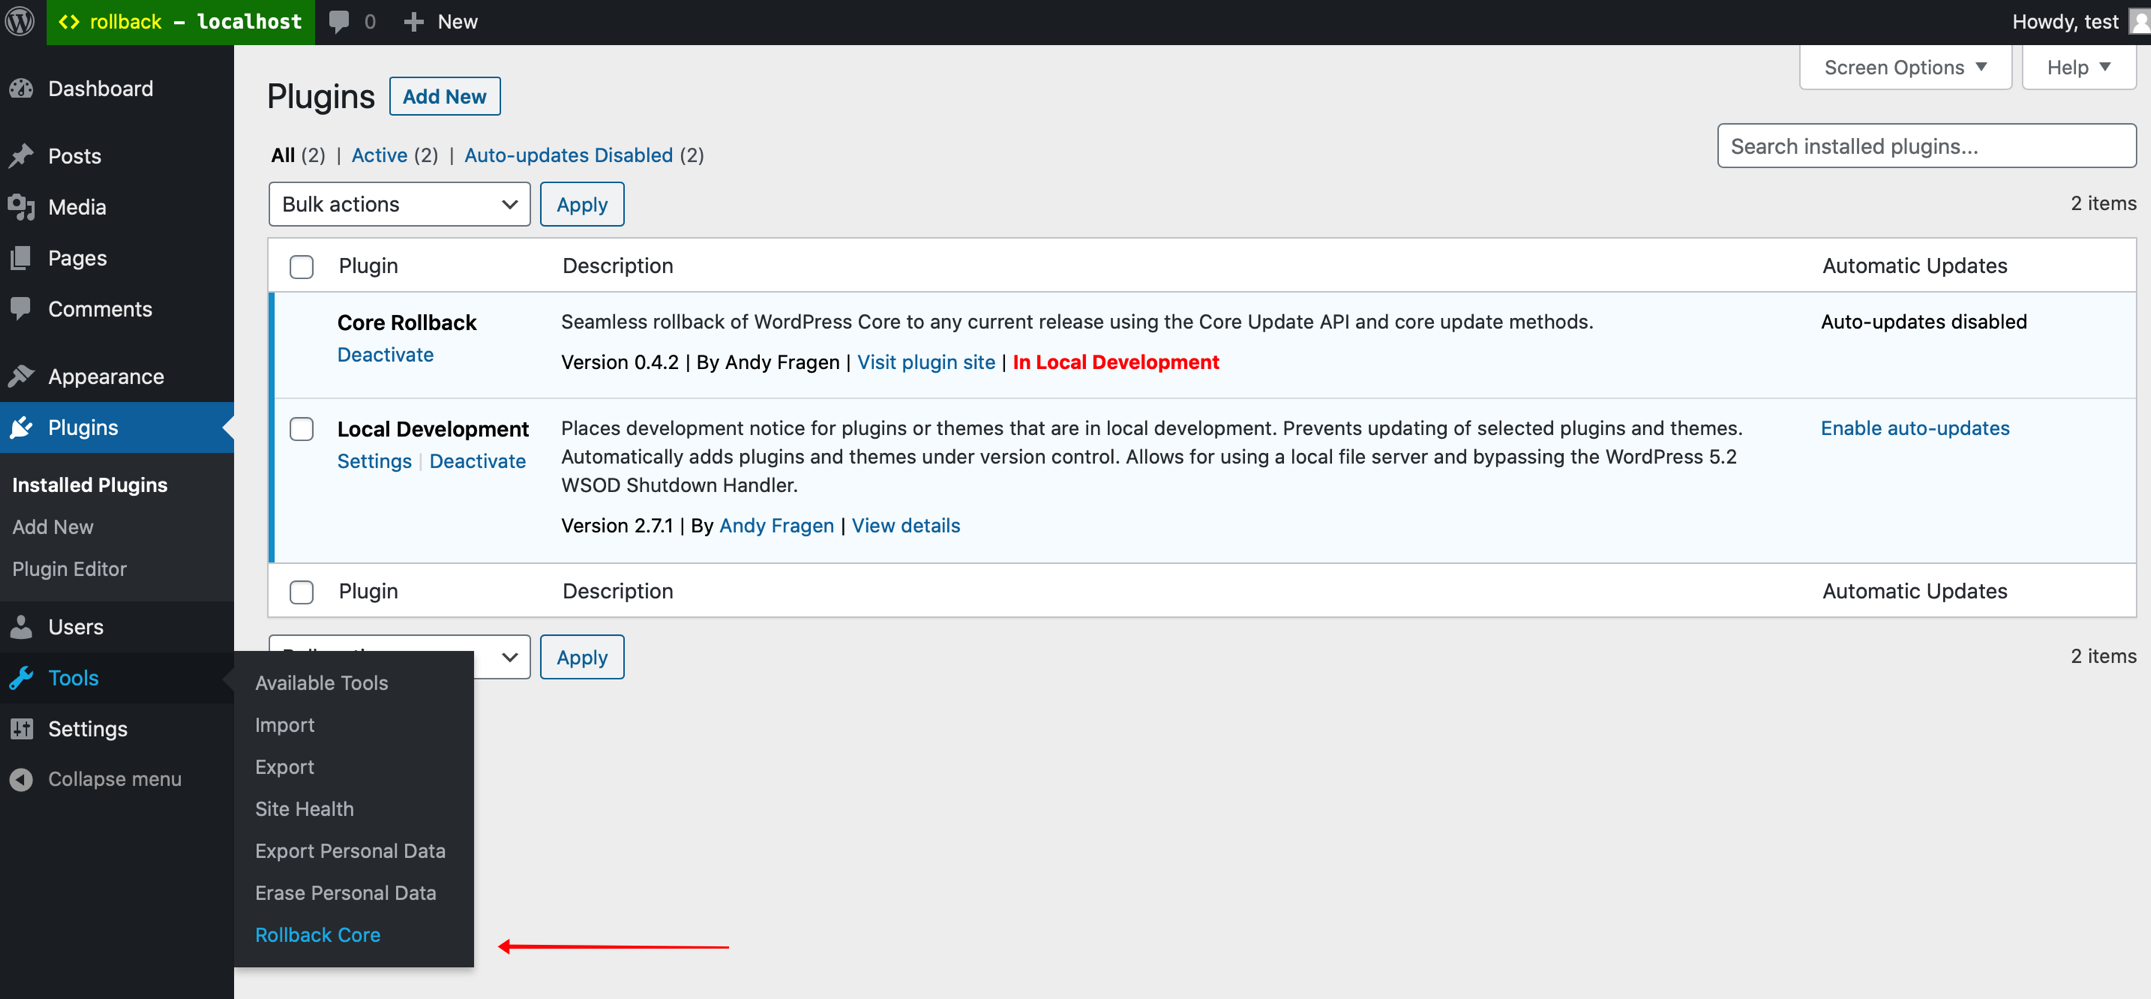 rollback – localhost
0
New
Howdy, test
Dashboard
Posts
Media
Pages
Comments
Appearance
Plugins
Installed Plugins
Add New
Plugin Editor
Users
Tools
Settings
Collapse menu
Screen Options ▼
Help ▼
Plugins
Add New
All (2) | Active (2) | Auto-updates Disabled (2)
Search installed plugins...
Bulk actions
Apply
2 items
Plugin
Description
Automatic Updates
Core Rollback
Deactivate
Seamless rollback of WordPress Core to any current release using the Core Update API and core update methods.
Version 0.4.2 | By Andy Fragen | Visit plugin site | In Local Development
Auto-updates disabled
Local Development
Settings | Deactivate
Places development notice for plugins or themes that are in local development. Prevents updating of selected plugins and themes.
Automatically adds plugins and themes under version control. Allows for using a local file server and bypassing the WordPress 5.2
WSOD Shutdown Handler.
Version 2.7.1 | By Andy Fragen | View details
Enable auto-updates
Plugin
Description
Automatic Updates
Apply
2 items
Available Tools
Import
Export
Site Health
Export Personal Data
Erase Personal Data
Rollback Core